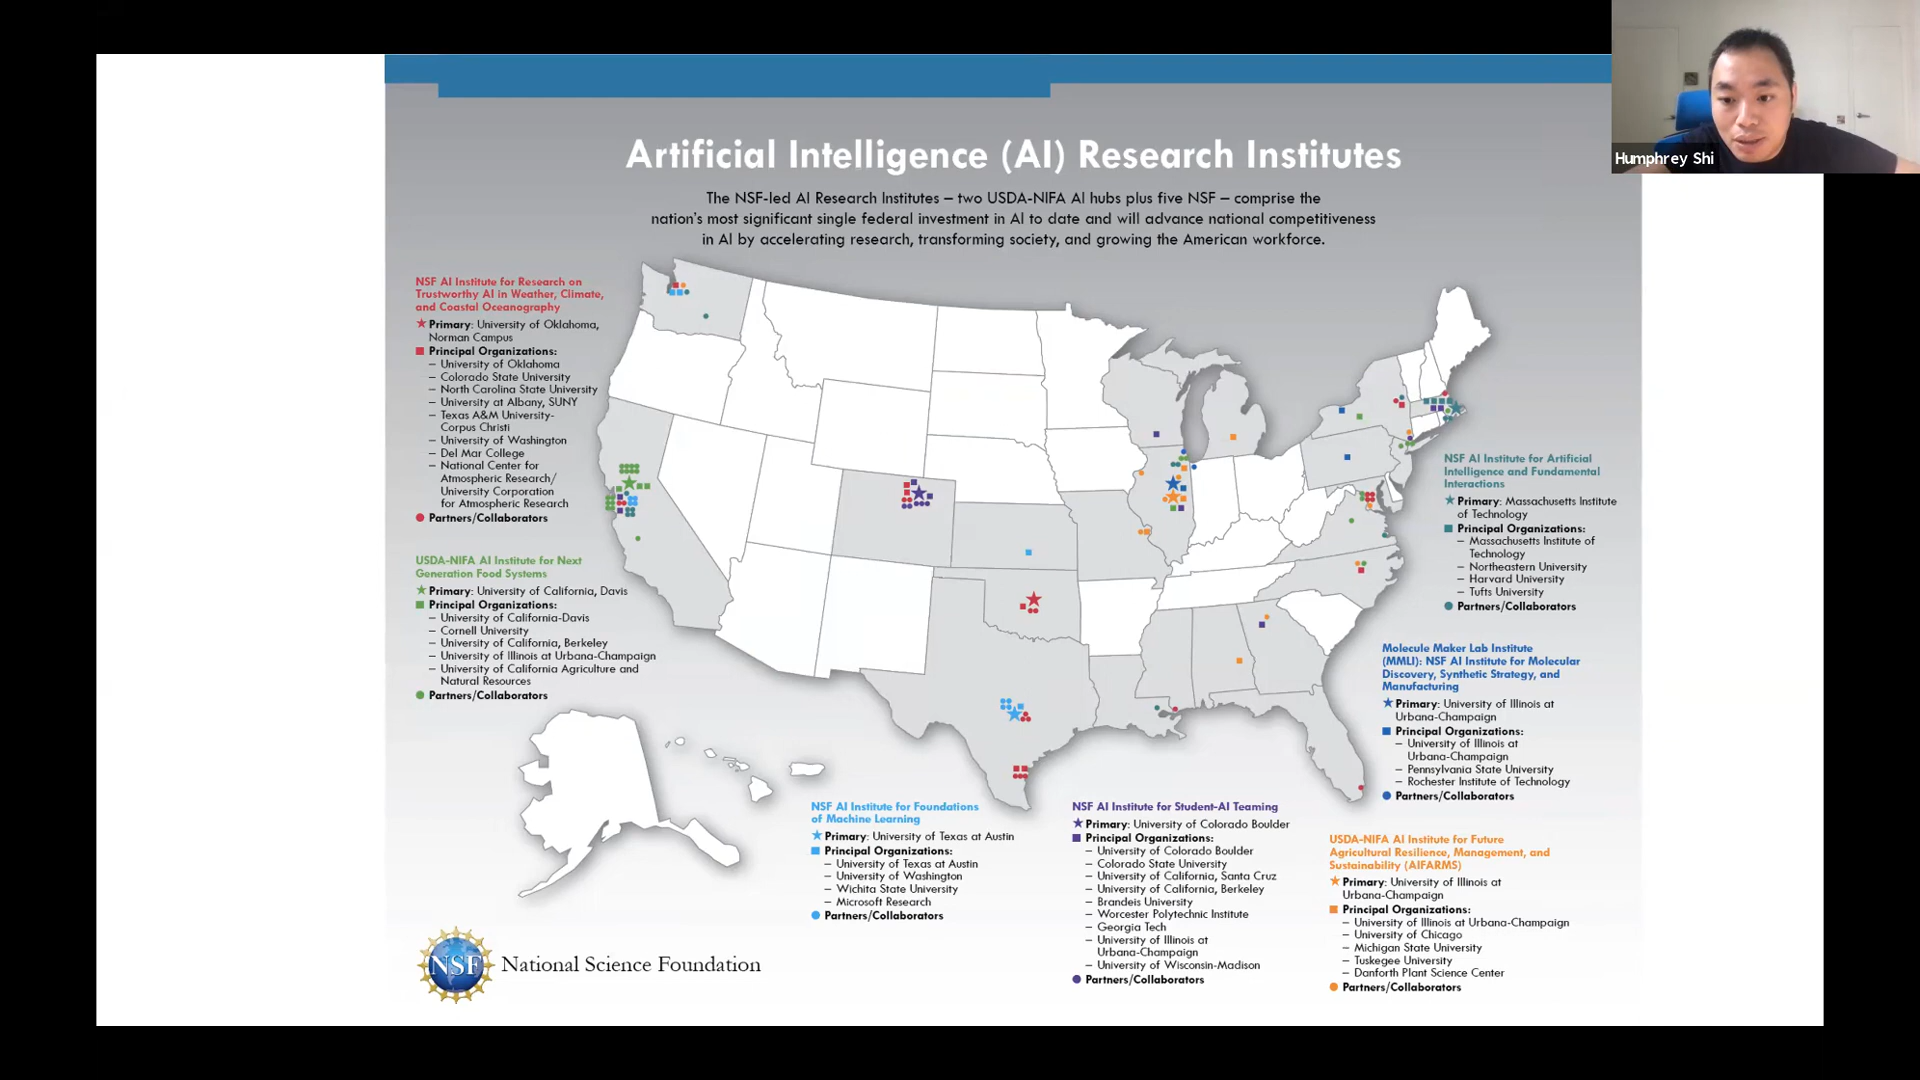 Humphrey Shi
Artificial Intelligence (AI) Research Institutes
The NSF-led AI Research Institutes – two USDA-NIFA AI hubs plus five NSF – comprise the
nation's most significant single federal investment in AI to date and will advance national competitiveness
in AI by accelerating research, transforming society, and growing the American workforce.
NSF AI Institute for Research on
Trustworthy AI in Weather, Climate,
and Coastal Oceanography
Primary: University of Oklahoma,
Norman Campus
Principal Organizations:
– University of Oklahoma
– Colorado State University
– North Carolina State University
– University at Albany, SUNY
– Texas A&M University-
Corpus Christi
– University of Washington
– Del Mar College
– National Center for
Atmospheric Research/
University Corporation
for Atmospheric Research
Partners/Collaborators
USDA-NIFA AI Institute for Next
Generation Food Systems
Primary: University of California, Davis
Principal Organizations:
– University of California-Davis
– Cornell University
– University of California, Berkeley
– University of Illinois at Urbana-Champaign
– University of California Agriculture and
Natural Resources
Partners/Collaborators
NSF AI Institute for Artificial
Intelligence and Fundamental
Interactions
Primary: Massachusetts Institute
of Technology
Principal Organizations:
– Massachusetts Institute of
Technology
– Northeastern University
– Harvard University
– Tufts University
Partners/Collaborators
Molecule Maker Lab Institute
(MMLI): NSF AI Institute for Molecular
Discovery, Synthetic Strategy, and
Manufacturing
Primary: University of Illinois at
Urbana-Champaign
Principal Organizations:
– University of Illinois at
Urbana-Champaign
– Pennsylvania State University
– Rochester Institute of Technology
Partners/Collaborators
NSF AI Institute for Foundations
of Machine Learning
Primary: University of Texas at Austin
Principal Organizations:
– University of Texas at Austin
– University of Washington
– Wichita State University
– Microsoft Research
Partners/Collaborators
NSF AI Institute for Student-AI Teaming
Primary: University of Colorado Boulder
Principal Organizations:
– University of Colorado Boulder
– Colorado State University
– University of California, Santa Cruz
– University of California, Berkeley
– Brandeis University
– Worcester Polytechnic Institute
– Georgia Tech
– University of Illinois at
Urbana-Champaign
– University of Wisconsin-Madison
Partners/Collaborators
USDA-NIFA AI Institute for Future
Agricultural Resilience, Management, and
Sustainability (AIFARMS)
Primary: University of Illinois at
Urbana-Champaign
Principal Organizations:
– University of Illinois at Urbana-Champaign
– University of Chicago
– Michigan State University
– Tuskegee University
– Danforth Plant Science Center
Partners/Collaborators
NSF
National Science Foundation